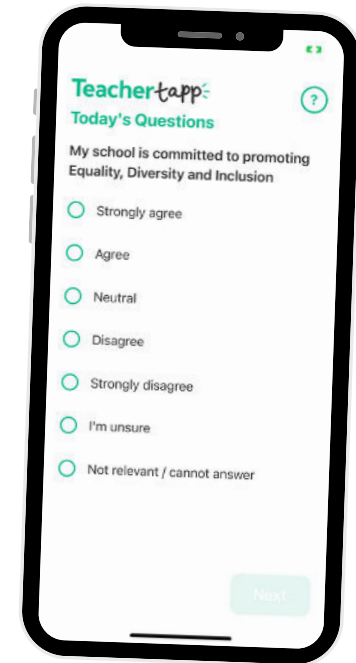 Teachertapp
?
Today's Questions
My school is committed to promoting
Equality, Diversity and Inclusion
Strongly agree
Agree
Neutral
Disagree
Strongly disagree
I'm unsure
Not relevant / cannot answer
Next